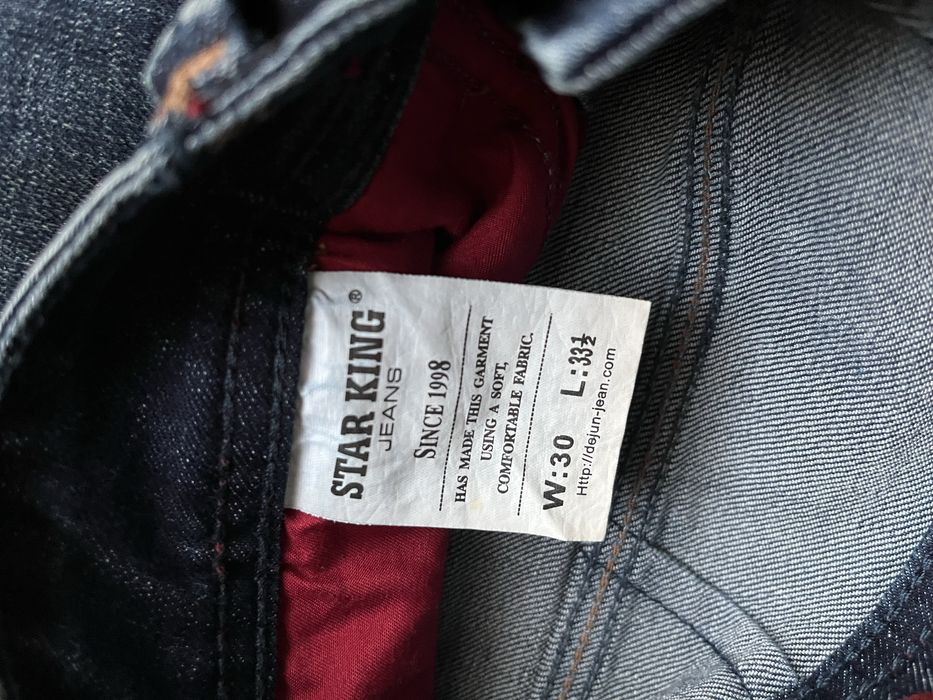 STAR KING®
JEANS
SINCE 1998
HAS MADE THIS GARMENT
USING A SOFT,
COMFORTABLE FABRIC.
W:30 L:33½
Http://dejun-jean.com